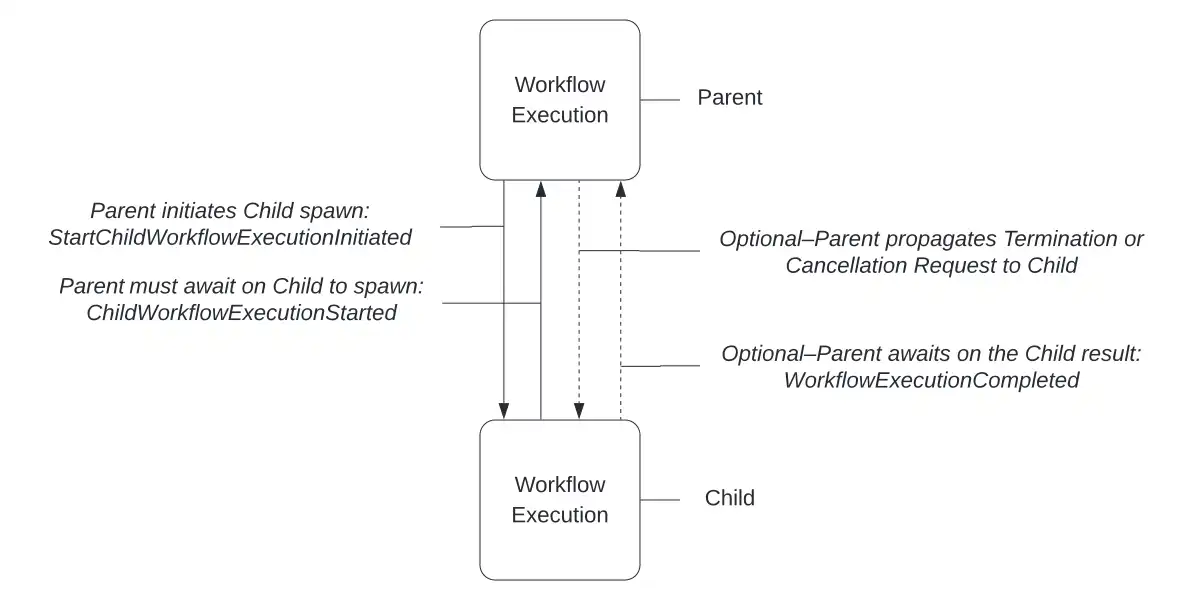 Workflow
Execution
Parent
Parent initiates Child spawn:
StartChildWorkflowExecutionInitiated
Parent must await on Child to spawn:
ChildWorkflowExecutionStarted
Optional–Parent propagates Termination or
Cancellation Request to Child
Optional–Parent awaits on the Child result:
WorkflowExecutionCompleted
Workflow
Execution
Child